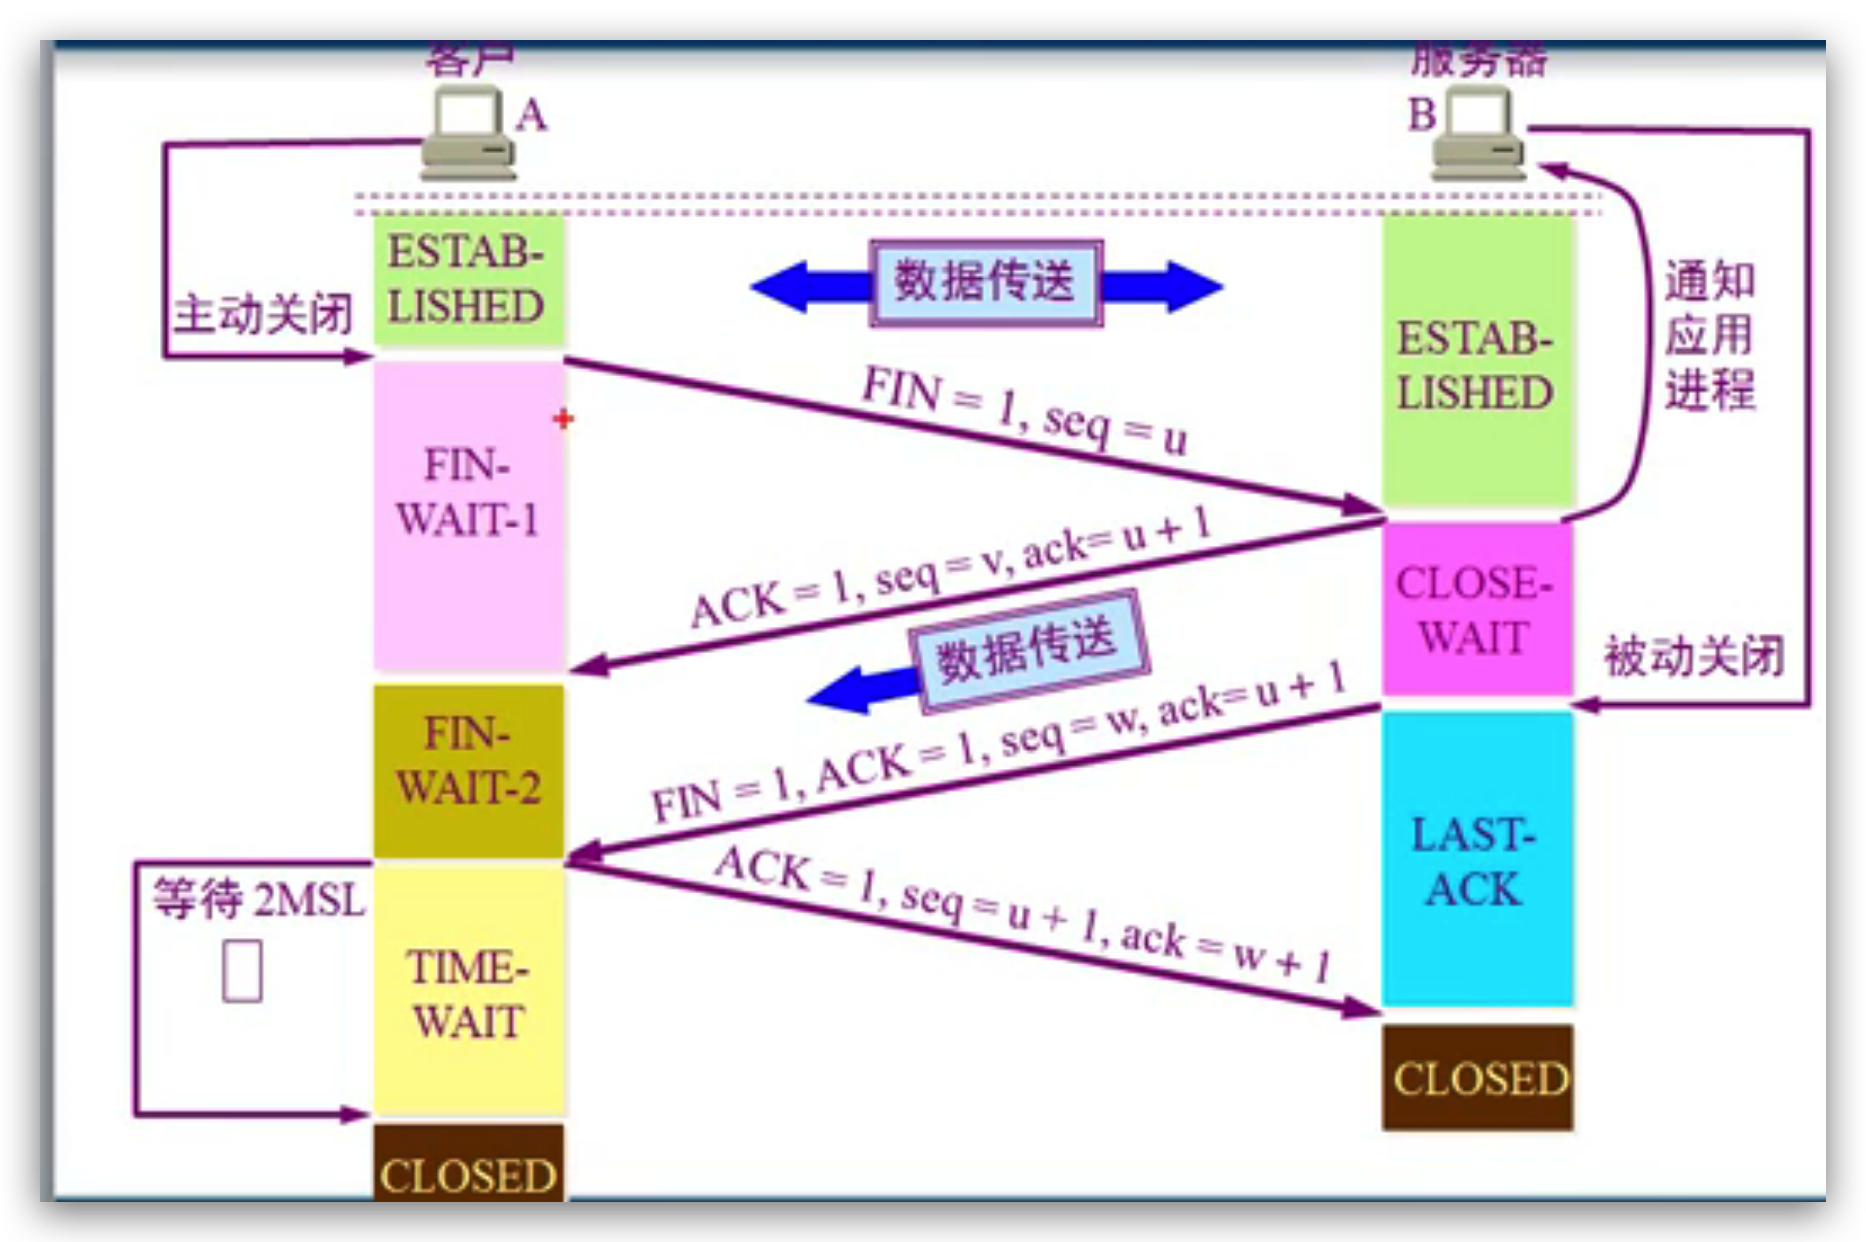 客户
服务器
A
B
ESTAB-
LISHED
数据传送
主动关闭
ESTAB-
LISHED
通知
应用
进程
FIN = 1, seq = u
FIN-
WAIT-1
ACK = 1, seq = v, ack= u + 1
CLOSE-
WAIT
数据传送
被动关闭
FIN-
WAIT-2
FIN = 1, ACK = 1, seq = w, ack= u + 1
LAST-
ACK
ACK = 1, seq = u + 1, ack = w + 1
等待 2MSL
TIME-
WAIT
CLOSED
CLOSED